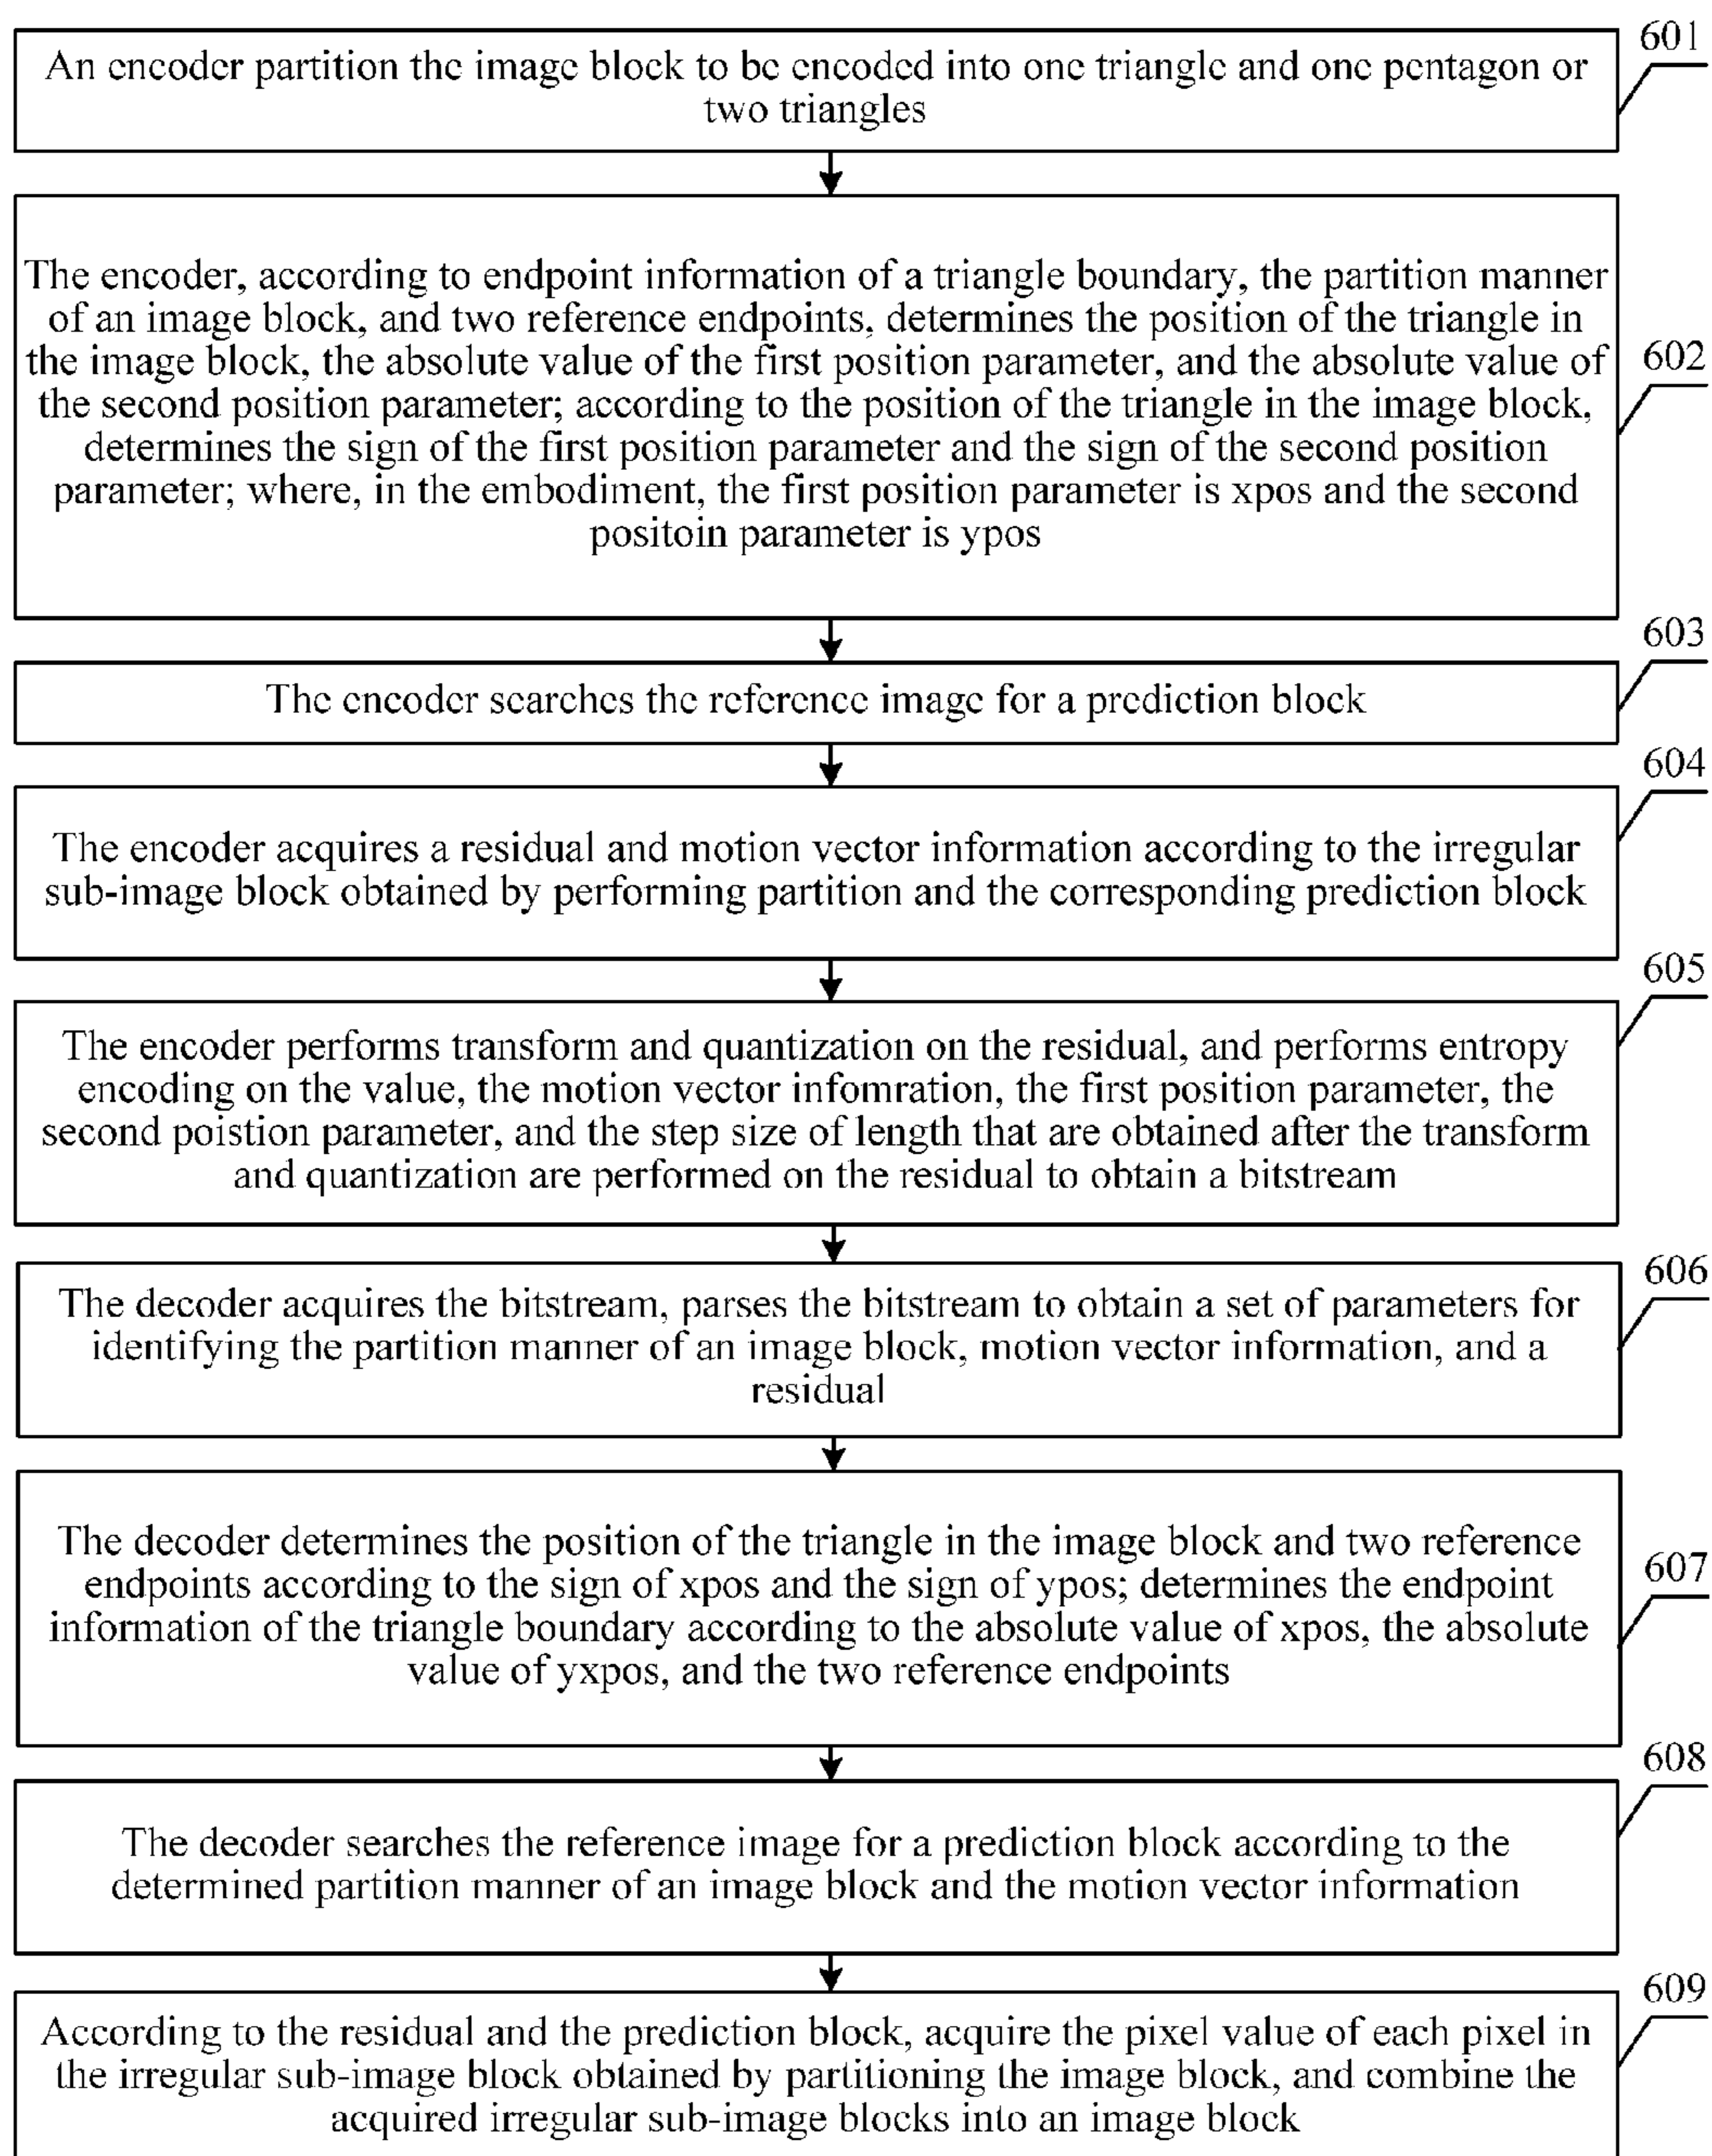 601
An encoder partition the image block to be encoded into one triangle and one pentagon or
two triangles
The encoder, according to endpoint information of a triangle boundary, the partition manner
of an image block, and two reference endpoints, determines the position of the triangle in
the image block, the absolute value of the first position parameter, and the absolute value of
the second position parameter; according to the position of the triangle in the image block,
determines the sign of the first position parameter and the sign of the second position
parameter; where, in the embodiment, the first position parameter is xpos and the second
positoin parameter is ypos
602
603
The encoder searches the reference image for a prediction block
604
The encoder acquires a residual and motion vector information according to the irregular
sub-image block obtained by performing partition and the corresponding prediction block
605
The encoder performs transform and quantization on the residual, and performs entropy
encoding on the value, the motion vector infomration, the first position parameter, the
second poistion parameter, and the step size of length that are obtained after the transform
and quantization are performed on the residual to obtain a bitstream
606
The decoder acquires the bitstream, parses the bitstream to obtain a set of parameters for
identifying the partition manner of an image block, motion vector information, and a
residual
The decoder determines the position of the triangle in the image block and two reference
endpoints according to the sign of xpos and the sign of ypos; determines the endpoint
information of the triangle boundary according to the absolute value of xpos, the absolute
value of yxpos, and the two reference endpoints
607
608
The decoder searches the reference image for a prediction block according to the
determined partition manner of an image block and the motion vector information
609
According to the residual and the prediction block, acquire the pixel value of each pixel in
the irregular sub-image block obtained by partitioning the image block, and combine the
acquired irregular sub-image blocks into an image block